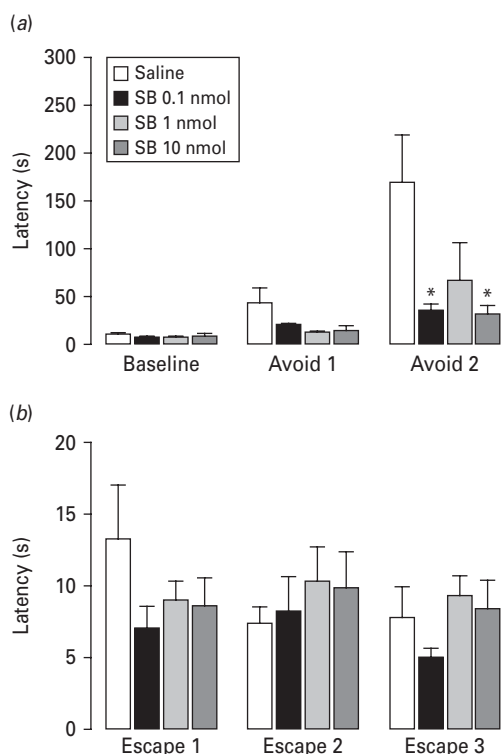 (a)
300
250
200
150
100
50
0
Latency (s)
Saline
SB 0.1 nmol
SB 1 nmol
SB 10 nmol
*
*
Baseline Avoid 1 Avoid 2
(b)
20
15
10
5
0
Latency (s)
Escape 1 Escape 2 Escape 3